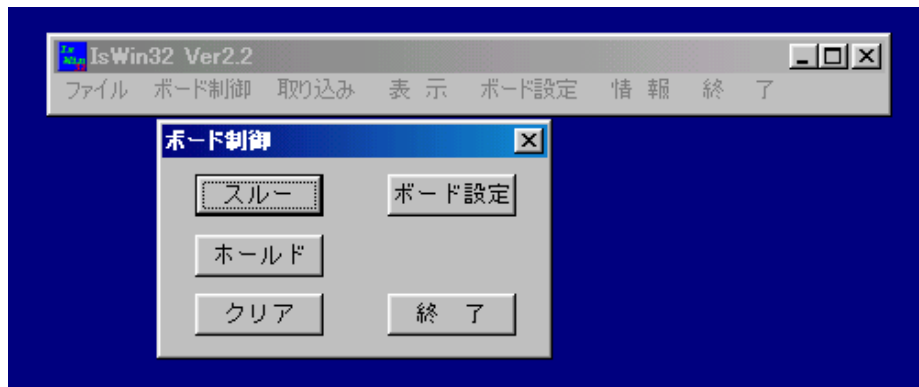 IsWin32 Ver2.2
ファイル ボード制御 取り込み 表 示 ボード設定 情 報 終 了
ボード制御
スルー ボード設定
ホールド
クリア 終 了